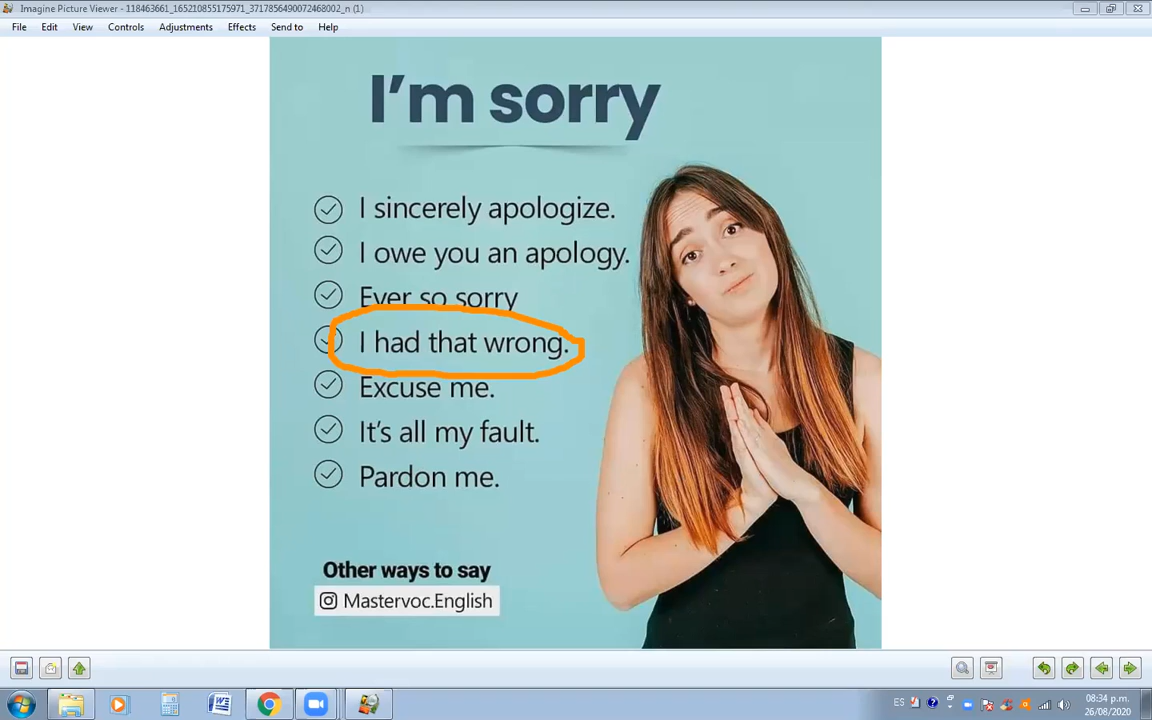 Imagine Picture Viewer - 118463661_165210855175971_3717856490072468002_n (1)
File Edit View Controls Adjustments Effects Send to Help
I'm sorry
I sincerely apologize.
I owe you an apology.
Ever so sorry
I had that wrong.
Excuse me.
It's all my fault.
Pardon me.
Other ways to say
Mastervoc.English
ES
08:34 p.m.
26/08/2020